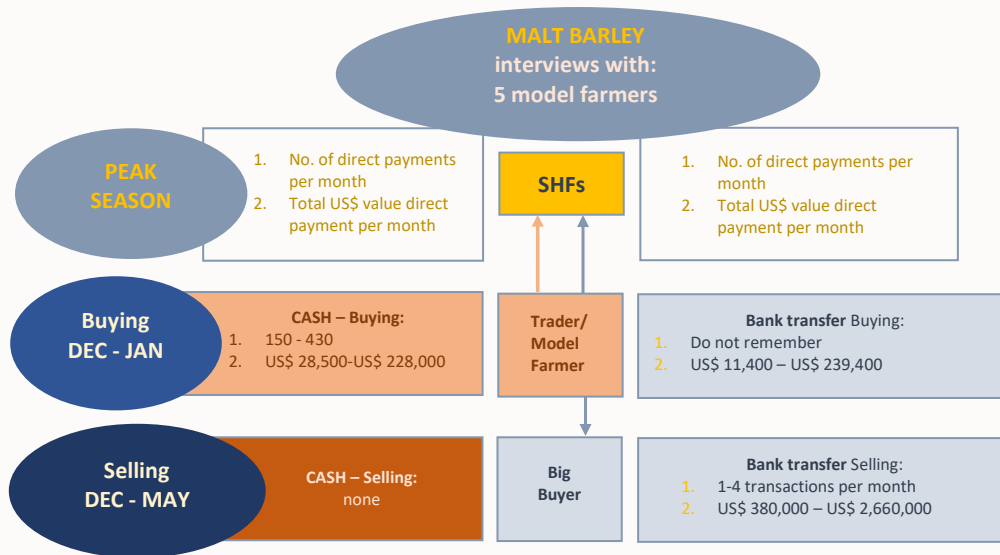 MALT BARLEY
interviews with:
5 model farmers
PEAK
SEASON
1. No. of direct payments
per month
2. Total US$ value direct
payment per month
SHFs
1. No. of direct payments per
month
2. Total US$ value direct
payment per month
Buying
DEC - JAN
CASH – Buying:
1. 150 - 430
2. US$ 28,500-US$ 228,000
Trader/
Model
Farmer
Bank transfer Buying:
1. Do not remember
2. US$ 11,400 – US$ 239,400
Selling
DEC - MAY
CASH – Selling:
none
Big
Buyer
Bank transfer Selling:
1. 1-4 transactions per month
2. US$ 380,000 – US$ 2,660,000